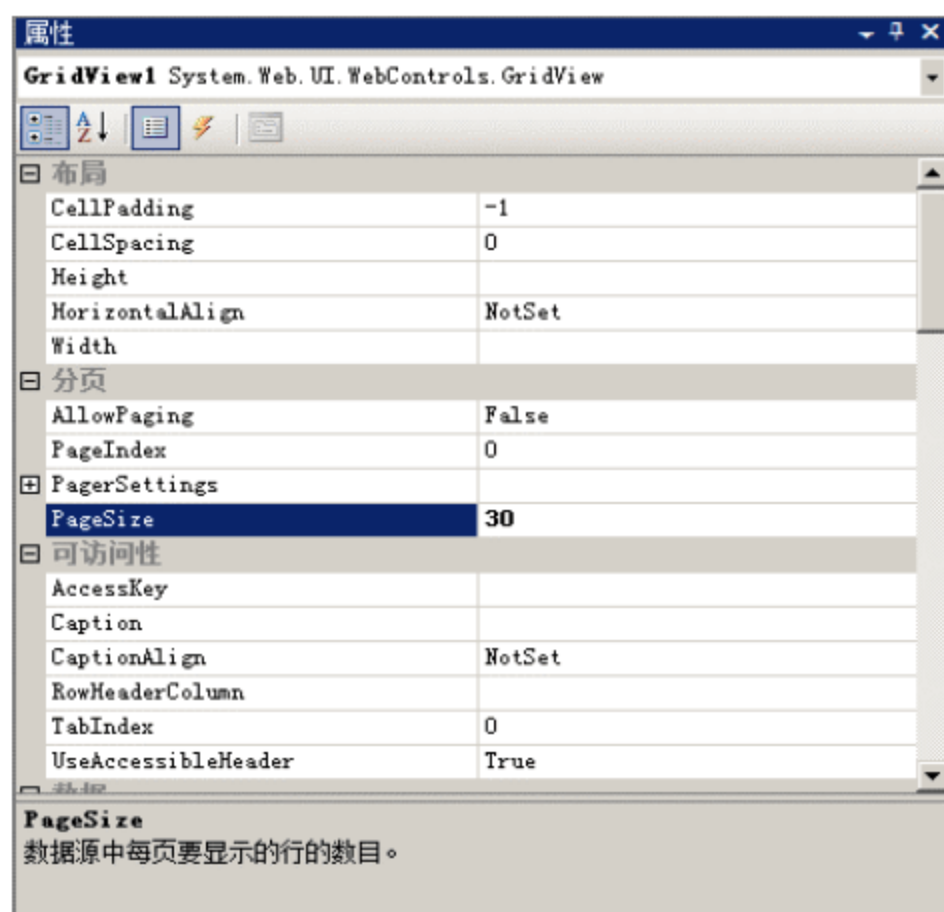 属性
GridView1 System.Web.UI.WebControls.GridView
布局
CellPadding -1
CellSpacing 0
Height
HorizontalAlign NotSet
Width
分页
AllowPaging False
PageIndex 0
PagerSettings
PageSize 30
可访问性
AccessKey
Caption
CaptionAlign NotSet
RowHeaderColumn
TabIndex 0
UseAccessibleHeader True
数据
PageSize
数据源中每页要显示的行的数目。